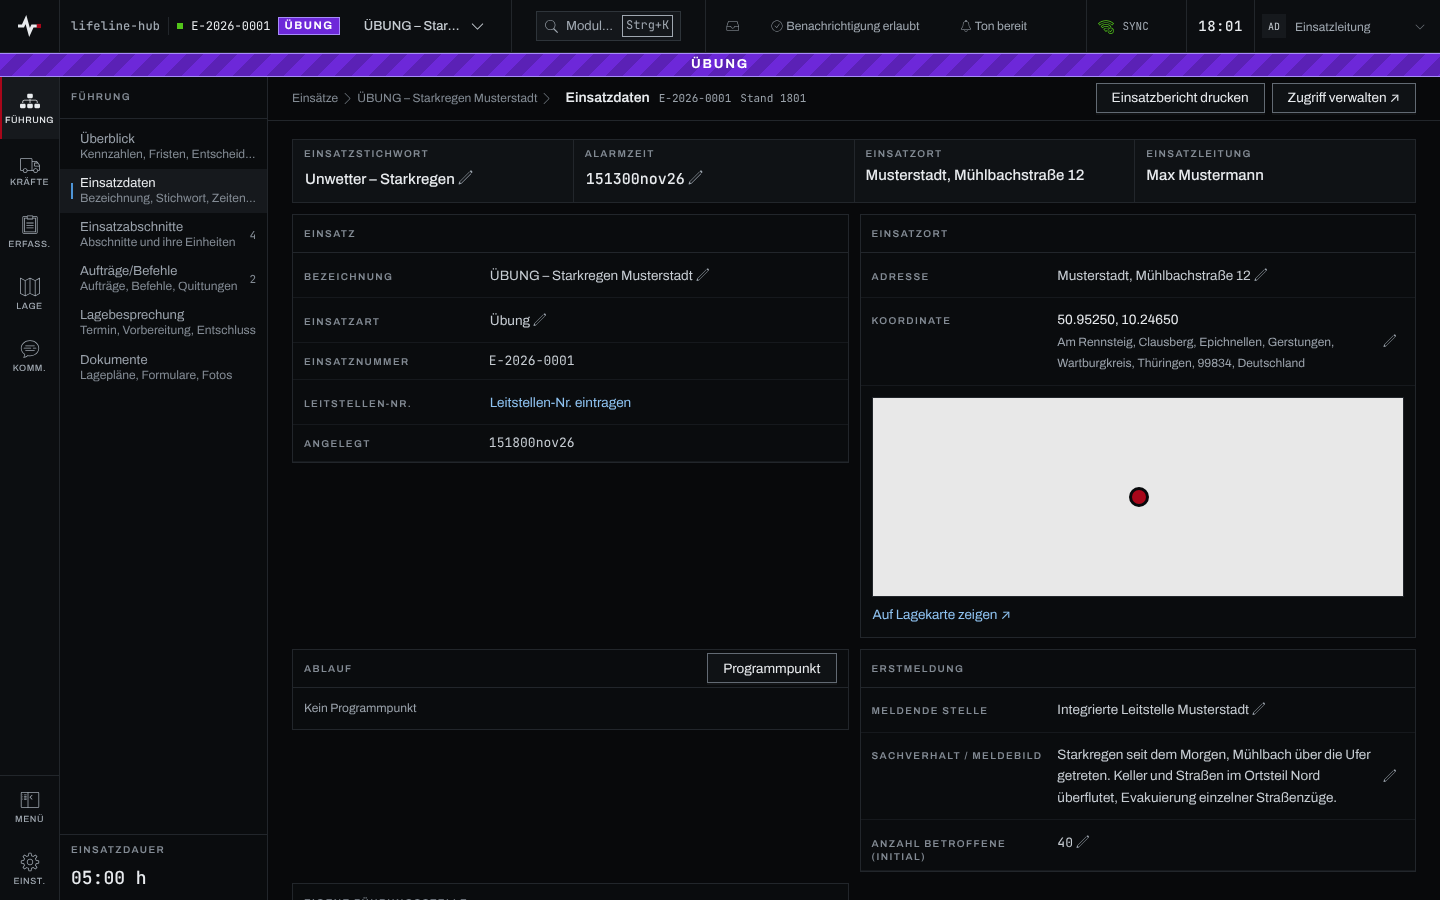 lifeline-hub
E-2026-0001 ÜBUNG
ÜBUNG – Star...
Modul... Strg+K
Benachrichtigung erlaubt
Ton bereit
SYNC
18:01
AD Einsatzleitung
ÜBUNG
FÜHRUNG
KRÄFTE
ERFASS.
LAGE
KOMM.
MENÜ
EINST.
FÜHRUNG
Überblick
Kennzahlen, Fristen, Entscheid...
Einsatzdaten
Bezeichnung, Stichwort, Zeiten...
Einsatzabschnitte
Abschnitte und ihre Einheiten 4
Aufträge/Befehle
Aufträge, Befehle, Quittungen 2
Lagebesprechung
Termin, Vorbereitung, Entschluss
Dokumente
Lagepläne, Formulare, Fotos
EINSATZDAUER
05:00 h
Einsätze ÜBUNG – Starkregen Musterstadt Einsatzdaten E-2026-0001 Stand 1801
Einsatzbericht drucken
Zugriff verwalten ↗
EINSATZSTICHWORT
Unwetter – Starkregen
ALARMZEIT
151300nov26
EINSATZORT
Musterstadt, Mühlbachstraße 12
EINSATZLEITUNG
Max Mustermann
EINSATZ
BEZEICHNUNG ÜBUNG – Starkregen Musterstadt
EINSATZART Übung
EINSATZNUMMER E-2026-0001
LEITSTELLEN-NR. Leitstellen-Nr. eintragen
ANGELEGT 151800nov26
EINSATZORT
ADRESSE Musterstadt, Mühlbachstraße 12
KOORDINATE 50.95250, 10.24650
Am Rennsteig, Clausberg, Epichnellen, Gerstungen,
Wartburgkreis, Thüringen, 99834, Deutschland
Auf Lagekarte zeigen ↗
ABLAUF Programmpunkt
Kein Programmpunkt
ERSTMELDUNG
MELDENDE STELLE Integrierte Leitstelle Musterstadt
SACHVERHALT / MELDEBILD Starkregen seit dem Morgen, Mühlbach über die Ufer
getreten. Keller und Straßen im Ortsteil Nord
überflutet, Evakuierung einzelner Straßenzüge.
ANZAHL BETROFFENE 40
(INITIAL)